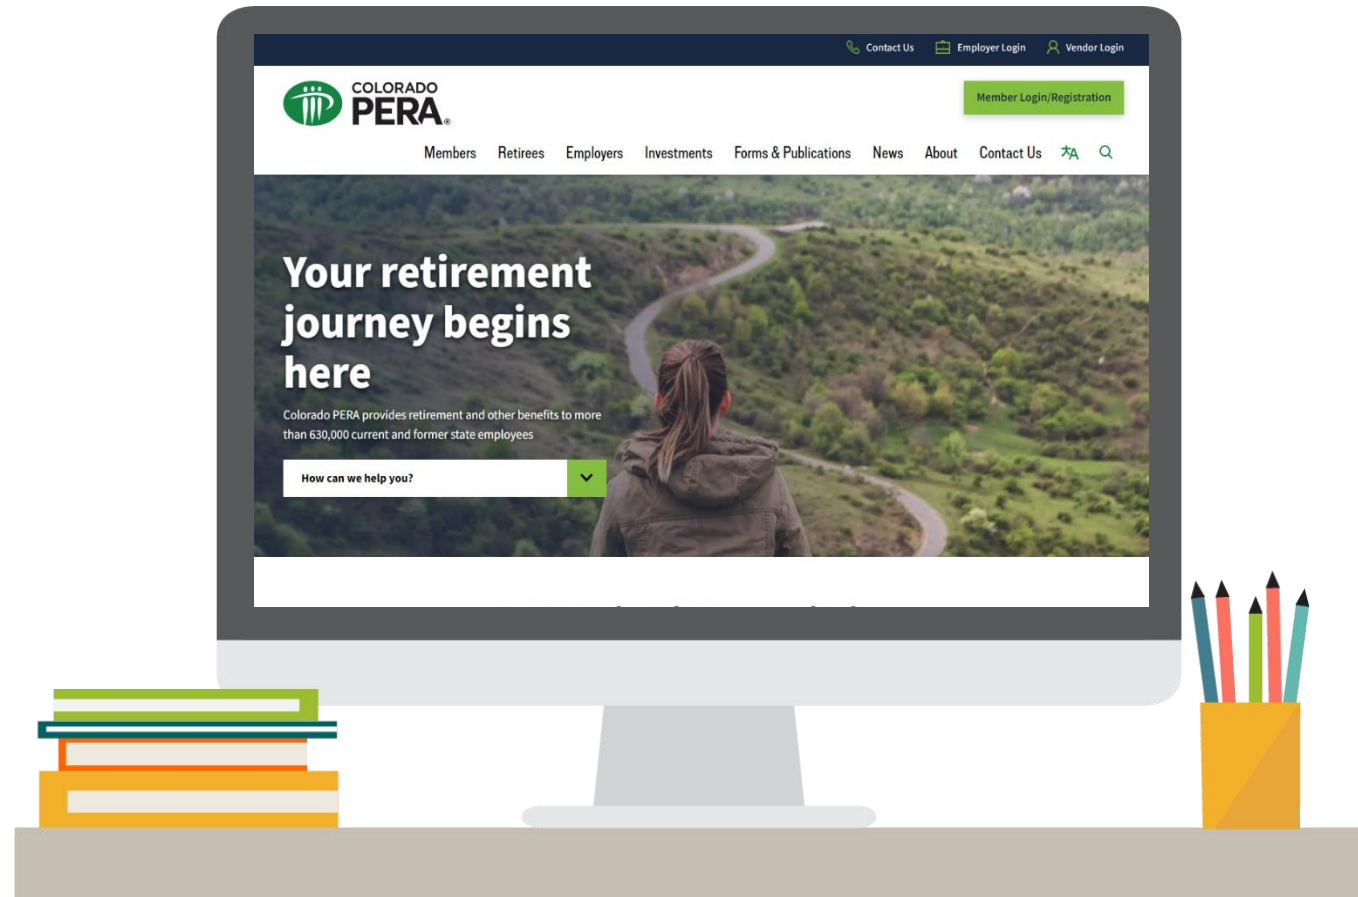 Contact Us Employer Login Vendor Login
COLORADO
PERA®
Member Login/Registration
Members Retirees Employers Investments Forms & Publications News About Contact Us
Your retirement
journey begins
here
Colorado PERA provides retirement and other benefits to more
than 630,000 current and former state employees
How can we help you?